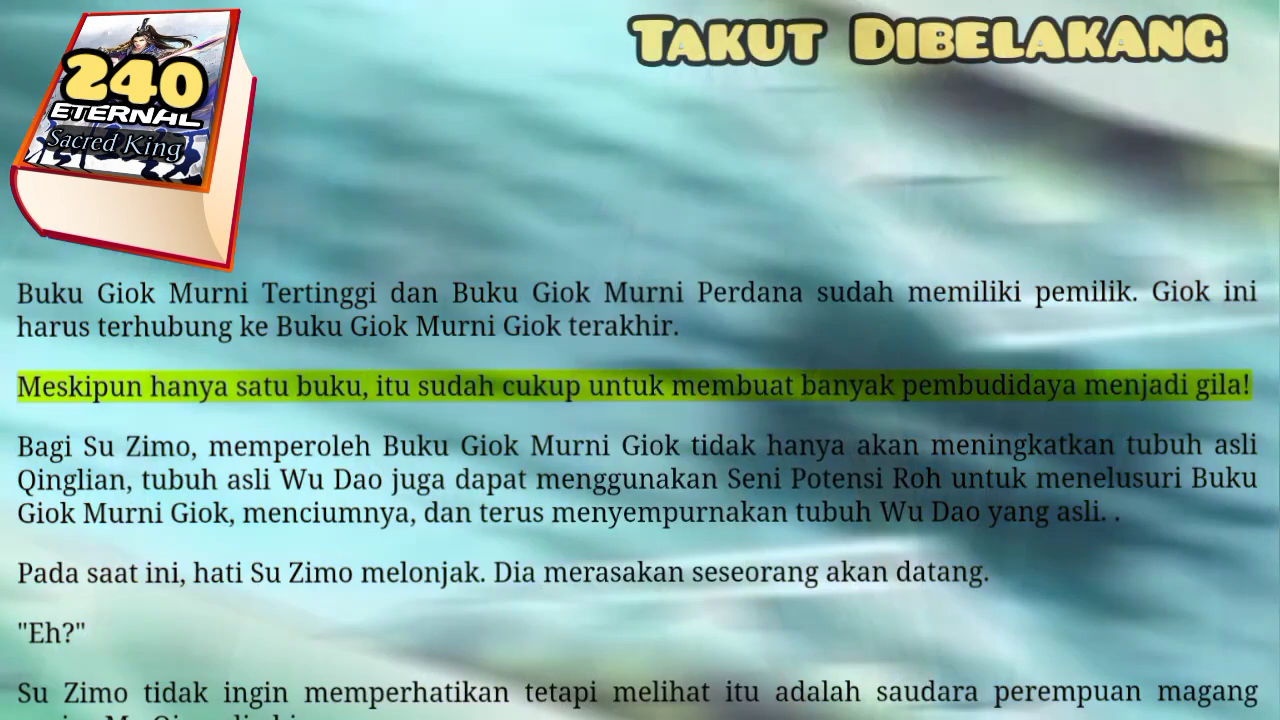 TAKUT DIBELAKANG
240
ETERNAL
Sacred King
Buku Giok Murni Tertinggi dan Buku Giok Murni Perdana sudah memiliki pemilik. Giok ini
harus terhubung ke Buku Giok Murni Giok terakhir.
Meskipun hanya satu buku, itu sudah cukup untuk membuat banyak pembudidaya menjadi gila!
Bagi Su Zimo, memperoleh Buku Giok Murni Giok tidak hanya akan meningkatkan tubuh asli
Qinglian, tubuh asli Wu Dao juga dapat menggunakan Seni Potensi Roh untuk menelusuri Buku
Giok Murni Giok, menciumnya, dan terus menyempurnakan tubuh Wu Dao yang asli. .
Pada saat ini, hati Su Zimo melonjak. Dia merasakan seseorang akan datang.
"Eh?"
Su Zimo tidak ingin memperhatikan tetapi melihat itu adalah saudara perempuan magang